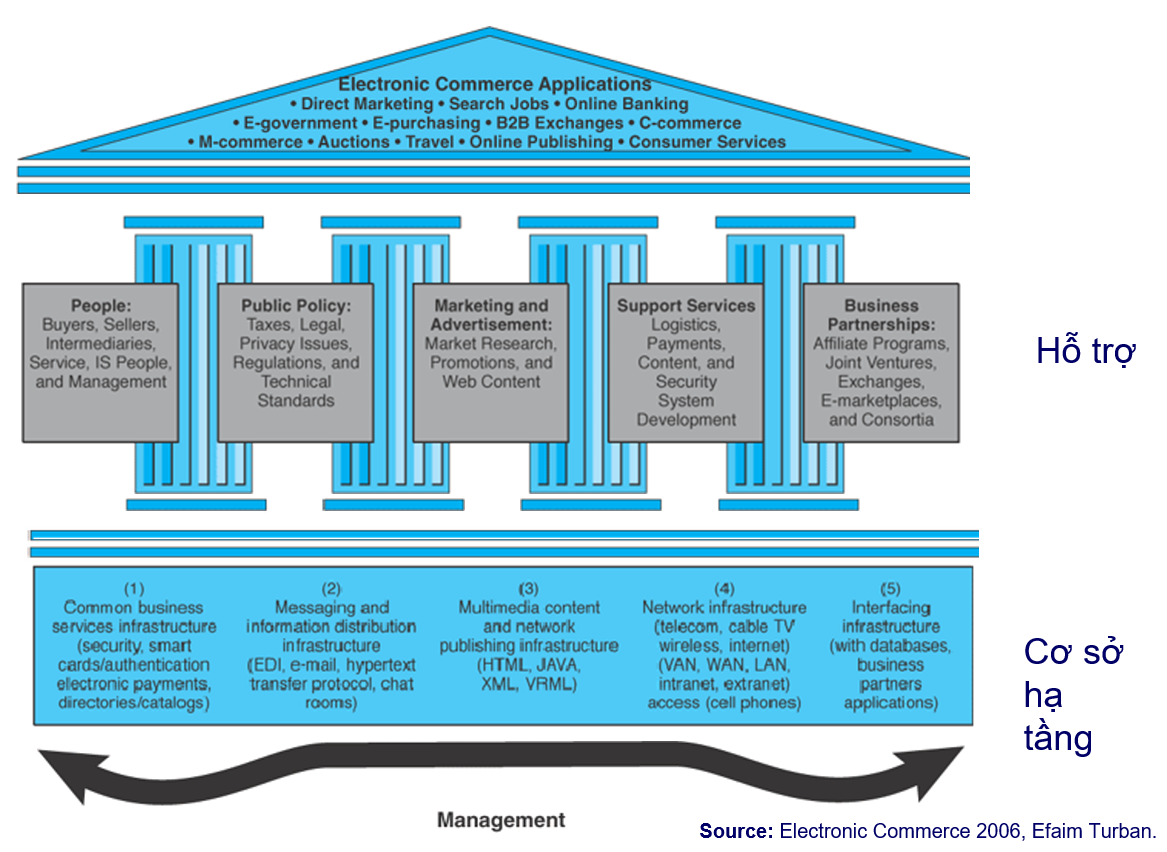 Electronic Commerce Applications
• Direct Marketing • Search Jobs • Online Banking
• E-government • E-purchasing • B2B Exchanges • C-commerce
• M-commerce • Auctions • Travel • Online Publishing • Consumer Services
People:
Buyers, Sellers,
Intermediaries,
Service, IS People,
and Management
Public Policy:
Taxes, Legal,
Privacy Issues,
Regulations, and
Technical
Standards
Marketing and
Advertisement:
Market Research,
Promotions, and
Web Content
Support Services
Logistics,
Payments,
Content, and
Security
System
Development
Business
Partnerships:
Affiliate Programs,
Joint Ventures,
Exchanges,
E-marketplaces,
and Consortia
Hỗ trợ
(1)
Common business
services infrastructure
(security, smart
cards/authentication
electronic payments,
directories/catalogs)
(2)
Messaging and
information distribution
infrastructure
(EDI, e-mail, hypertext
transfer protocol, chat
rooms)
(3)
Multimedia content
and network
publishing infrastructure
(HTML, JAVA,
XML, VRML)
(4)
Network infrastructure
(telecom, cable TV
wireless, internet)
(VAN, WAN, LAN,
intranet, extranet)
access (cell phones)
(5)
Interfacing
infrastructure
(with databases,
business
partners
applications)
Cơ sở
hạ
tầng
Management
Source: Electronic Commerce 2006, Efaim Turban.